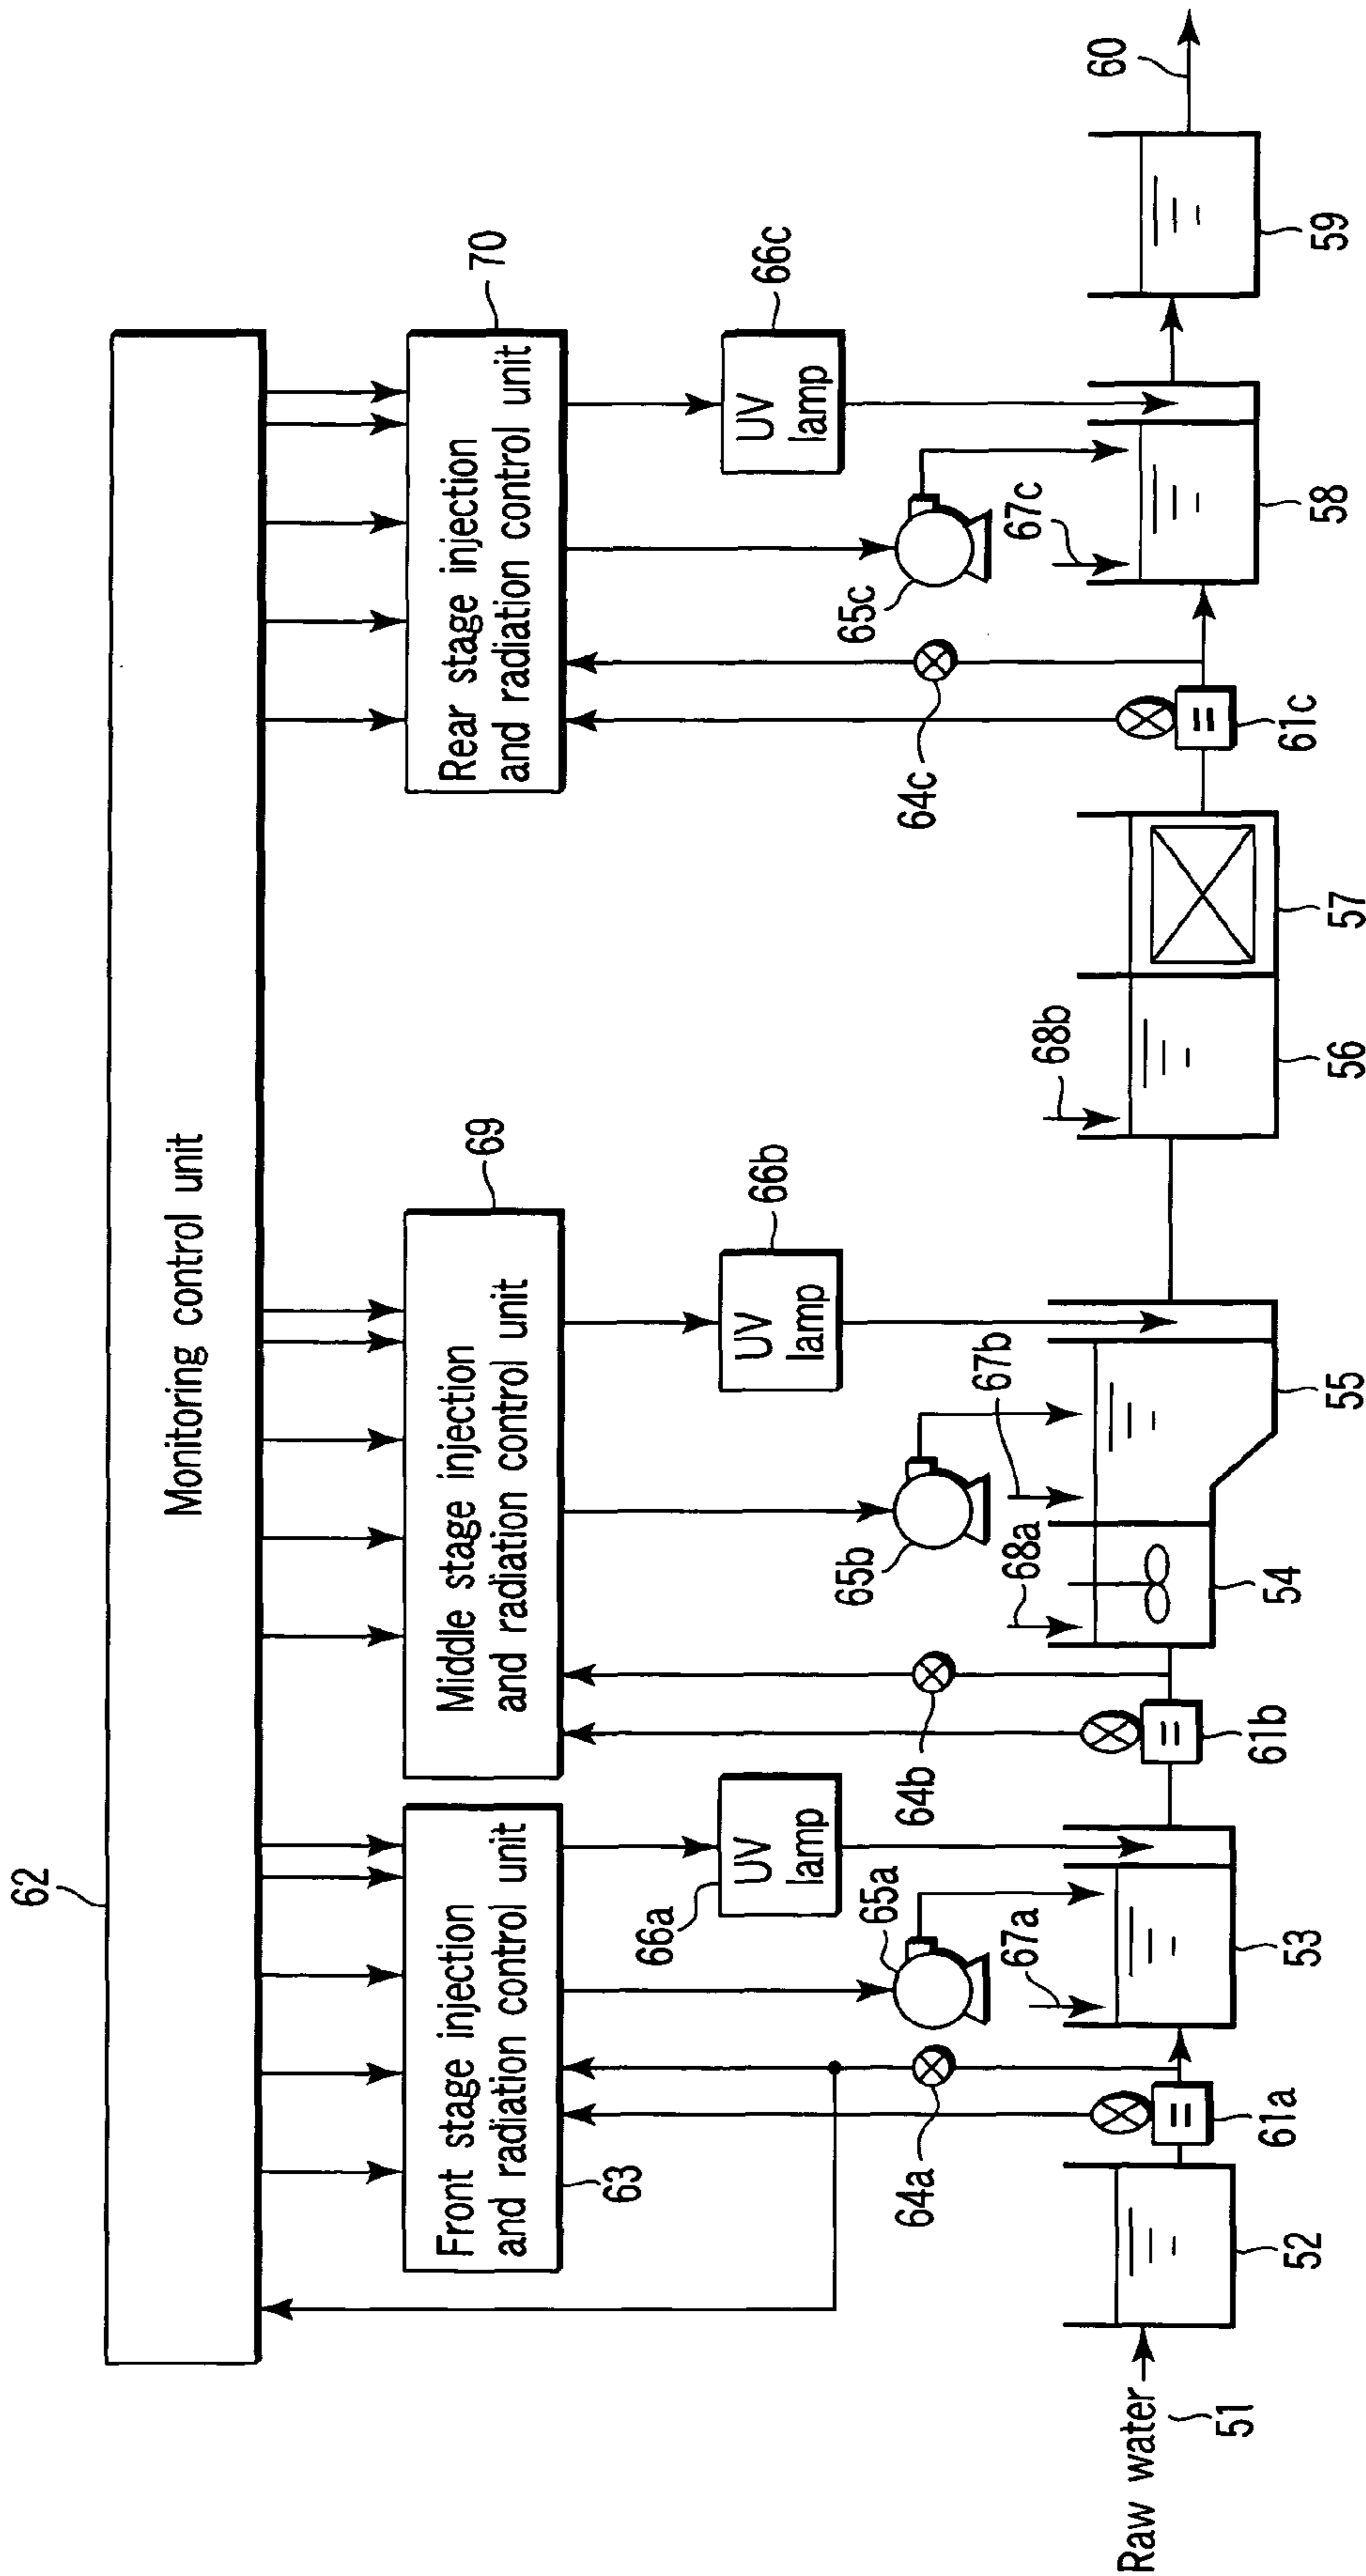 62
Monitoring control unit
Front stage injection
and radiation control unit
63
Middle stage injection
and radiation control unit
69
Rear stage injection
and radiation control unit
70
66a
UV
lamp
UV
lamp
66b
UV
lamp
66c
64a
65a
67a
64b
65b
68a
67b
68b
64c
65c
67c
60
Raw water
51
52
61a
53
61b
54
55
56
57
61c
58
59